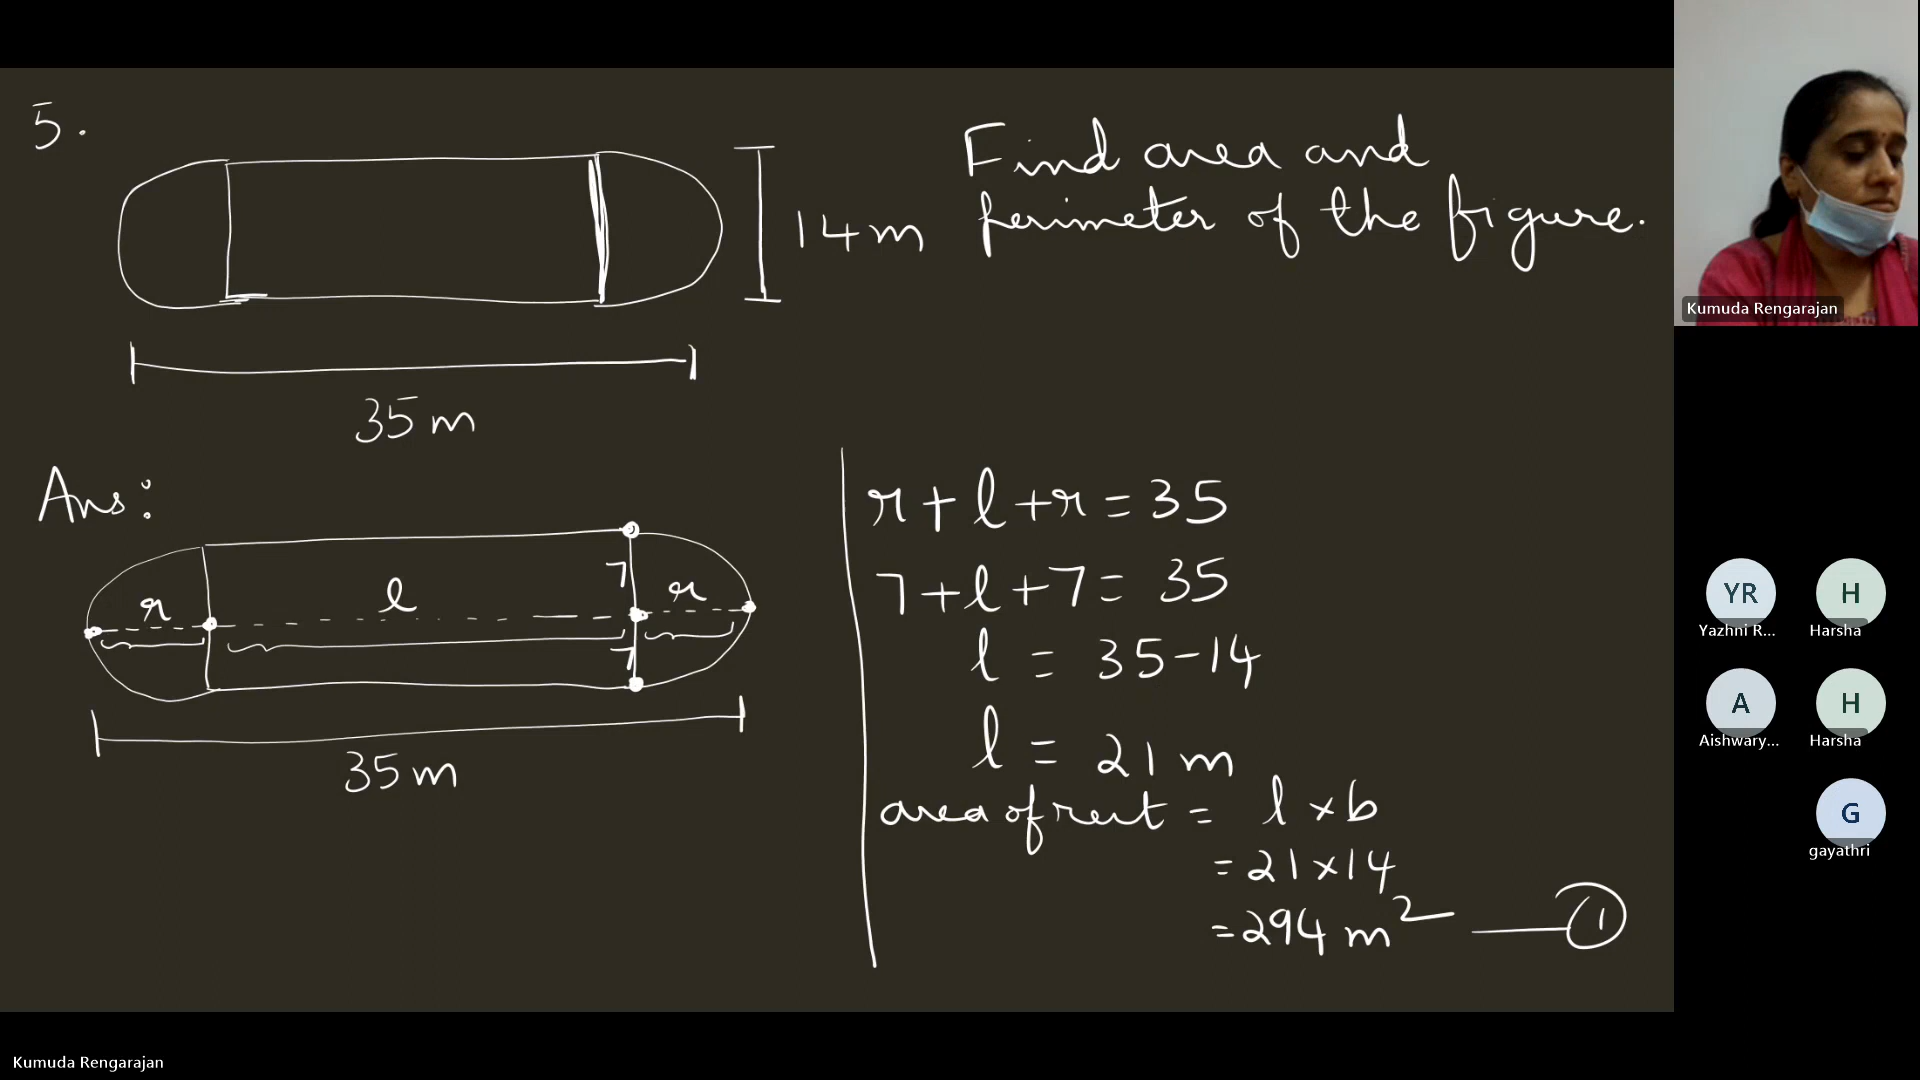 5.
14 m
Find area and
perimeter of the figure.
35 m
Ans:
r
l
7
r
7
35 m
r + l + r = 35
7 + l + 7 = 35
l = 35 - 14
l = 21 m
area of rect = l × b
= 21 × 14
= 294 m² — ①
Kumuda Rengarajan
YR
Yazhni R...
H
Harsha
A
Aishwary...
H
Harsha
G
gayathri
Kumuda Rengarajan